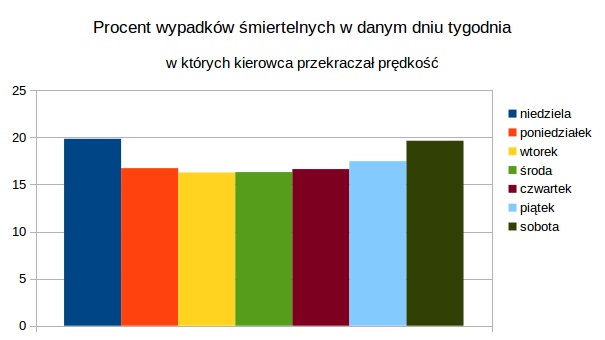 Procent wypadków śmiertelnych w danym dniu tygodnia
w których kierowca przekraczał prędkość
25
20
15
10
5
0
niedziela
poniedziałek
wtorek
środa
czwartek
piątek
sobota